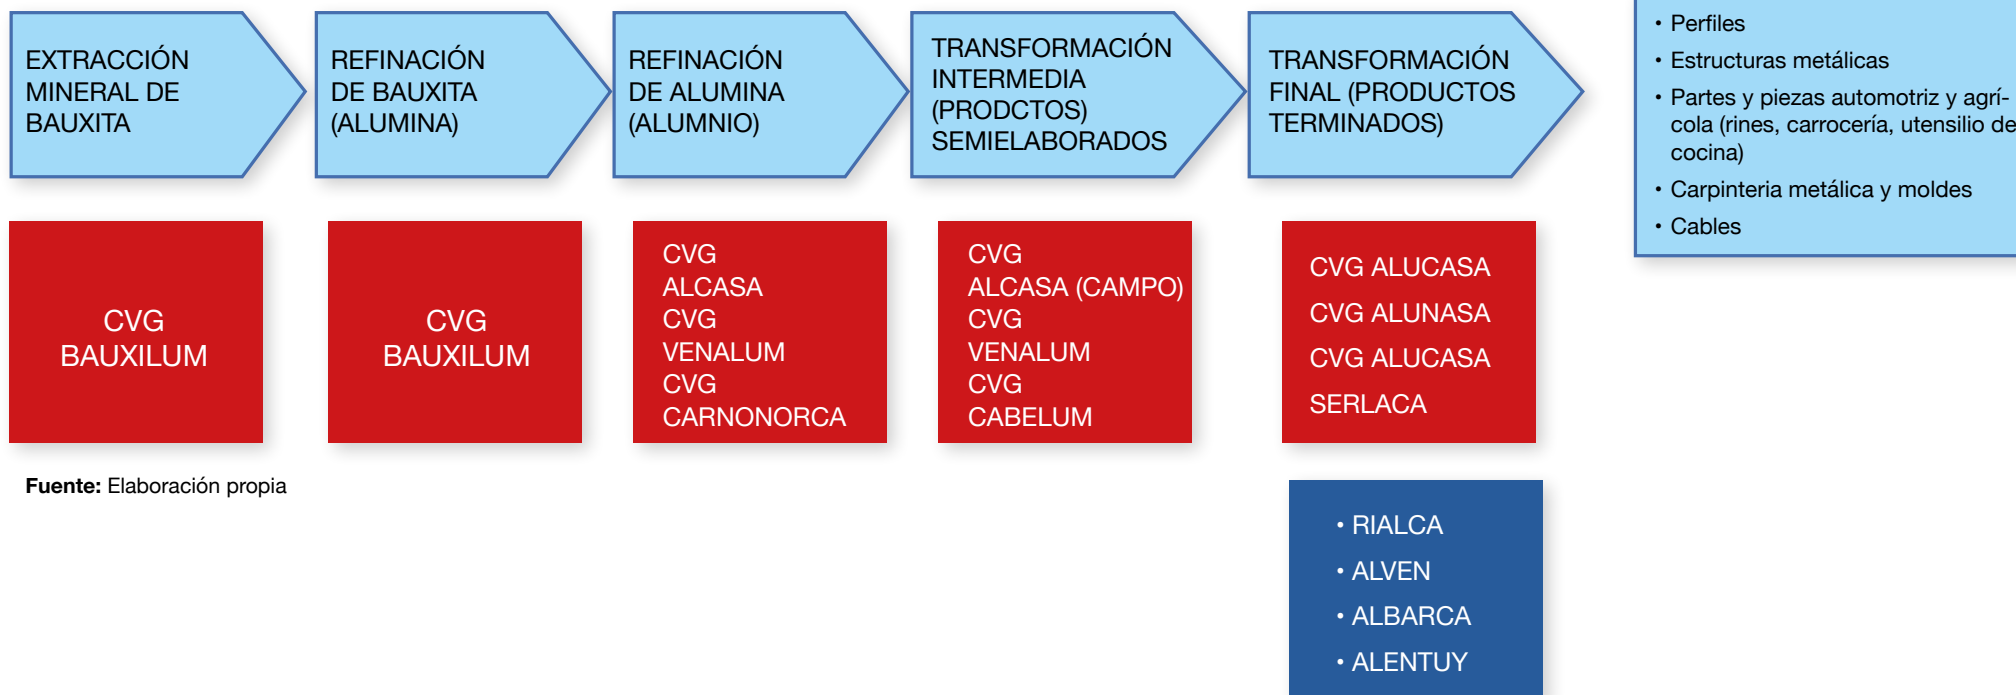 EXTRACCIÓN
MINERAL DE
BAUXITA
REFINACIÓN
DE BAUXITA
(ALUMINA)
REFINACIÓN
DE ALUMINA
(ALUMNIO)
TRANSFORMACIÓN
INTERMEDIA
(PRODCTOS)
SEMIELABORADOS
TRANSFORMACIÓN
FINAL (PRODUCTOS
TERMINADOS)
• Perfiles
• Estructuras metálicas
• Partes y piezas automotriz y agrí-
cola (rines, carrocería, utensilio de
cocina)
• Carpinteria metálica y moldes
• Cables
CVG
BAUXILUM
CVG
BAUXILUM
CVG
ALCASA
CVG
VENALUM
CVG
CARNONORCA
CVG
ALCASA (CAMPO)
CVG
VENALUM
CVG
CABELUM
CVG ALUCASA
CVG ALUNASA
CVG ALUCASA
SERLACA
Fuente: Elaboración propia
• RIALCA
• ALVEN
• ALBARCA
• ALENTUY